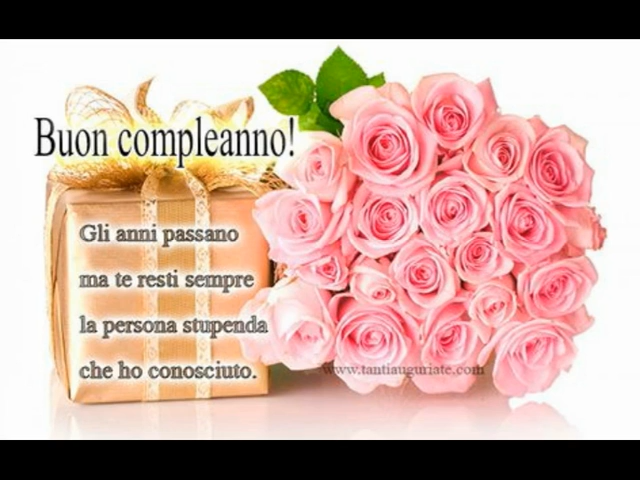 Buon compleanno!
Gli anni passano
ma te resti sempre
la persona stupenda
che ho conosciuto.
www.tantiauguriate.com